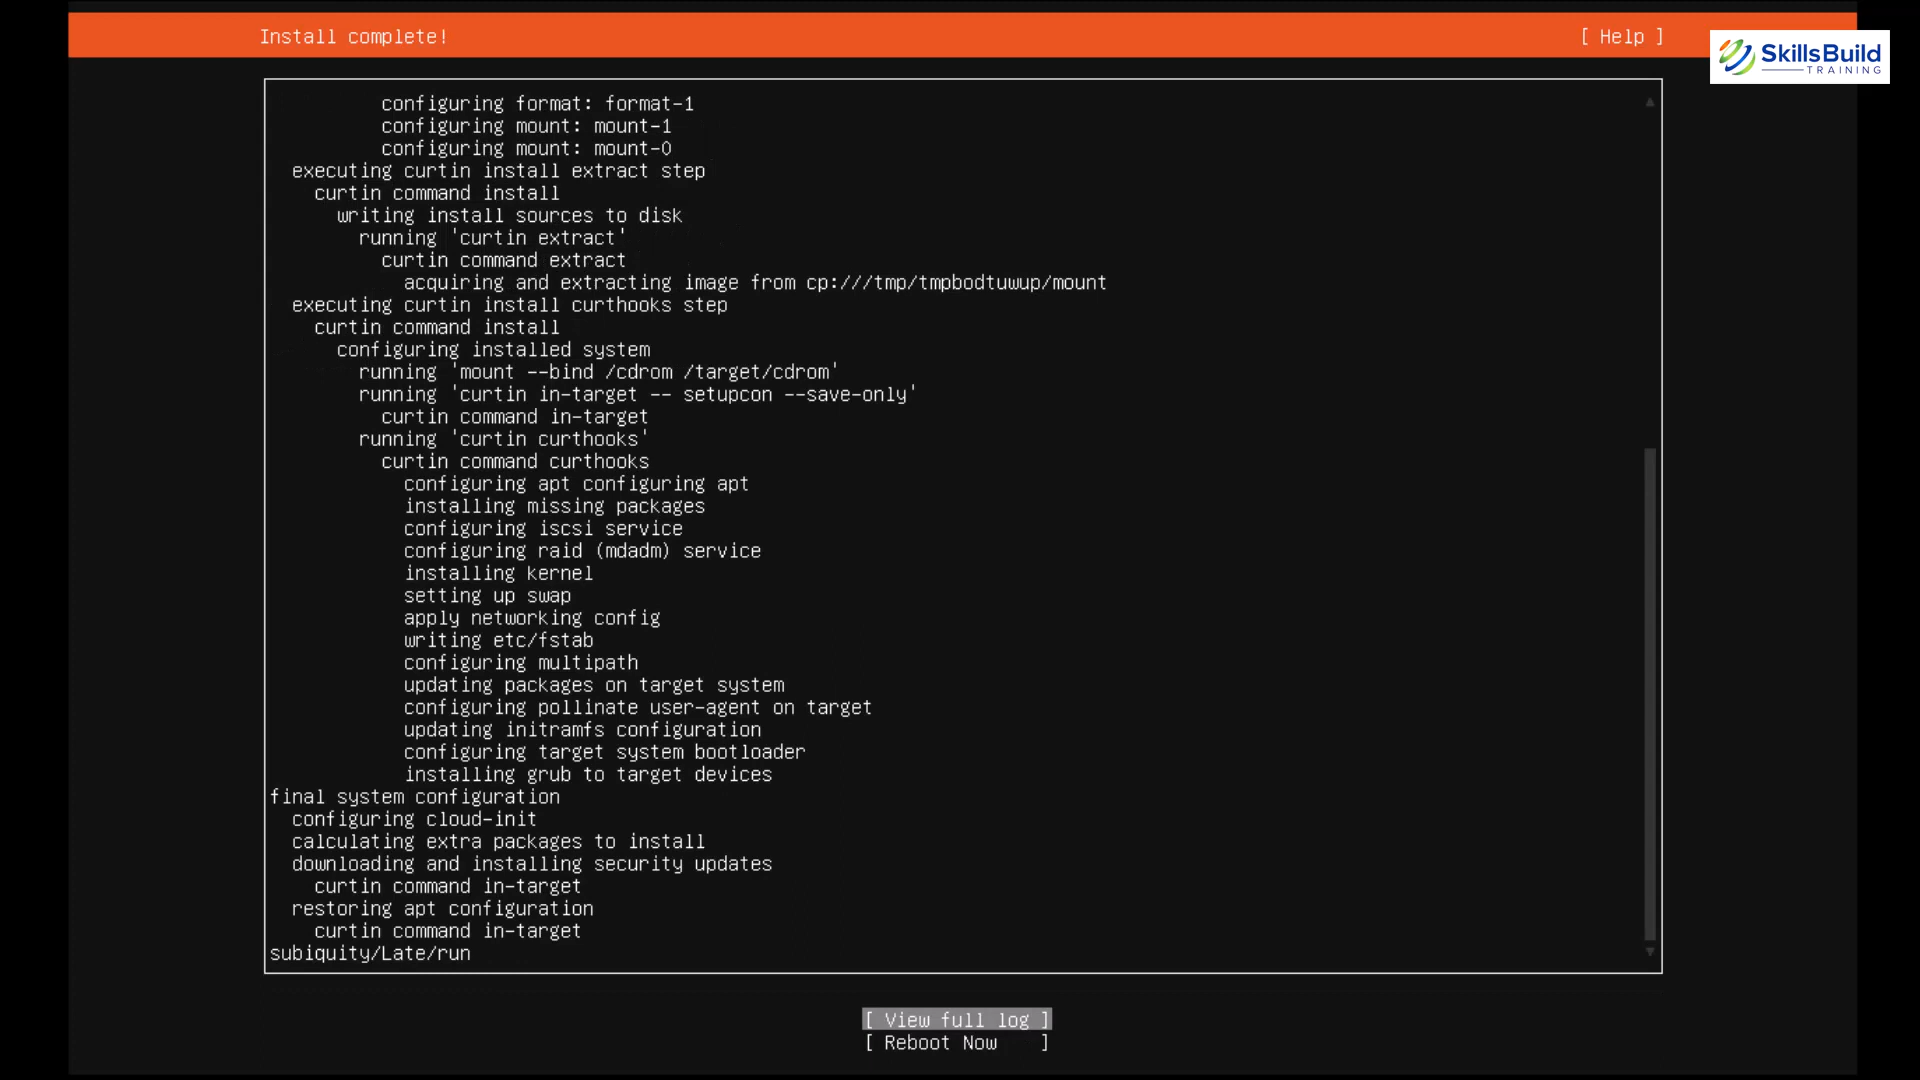 Install complete!
[ Help ]
SkillsBuild
TRAINING
configuring format: format-1
configuring mount: mount-1
configuring mount: mount-0
executing curtin install extract step
curtin command install
writing install sources to disk
running 'curtin extract'
curtin command extract
acquiring and extracting image from cp:///tmp/tmpbodtuwup/mount
executing curtin install curthooks step
curtin command install
configuring installed system
running 'mount --bind /cdrom /target/cdrom'
running 'curtin in-target -- setupcon --save-only'
curtin command in-target
running 'curtin curthooks'
curtin command curthooks
configuring apt configuring apt
installing missing packages
configuring iscsi service
configuring raid (mdadm) service
installing kernel
setting up swap
apply networking config
writing etc/fstab
configuring multipath
updating packages on target system
configuring pollinate user-agent on target
updating initramfs configuration
configuring target system bootloader
installing grub to target devices
final system configuration
configuring cloud-init
calculating extra packages to install
downloading and installing security updates
curtin command in-target
restoring apt configuration
curtin command in-target
subiquity/Late/run
[ View full log ]
[ Reboot Now ]